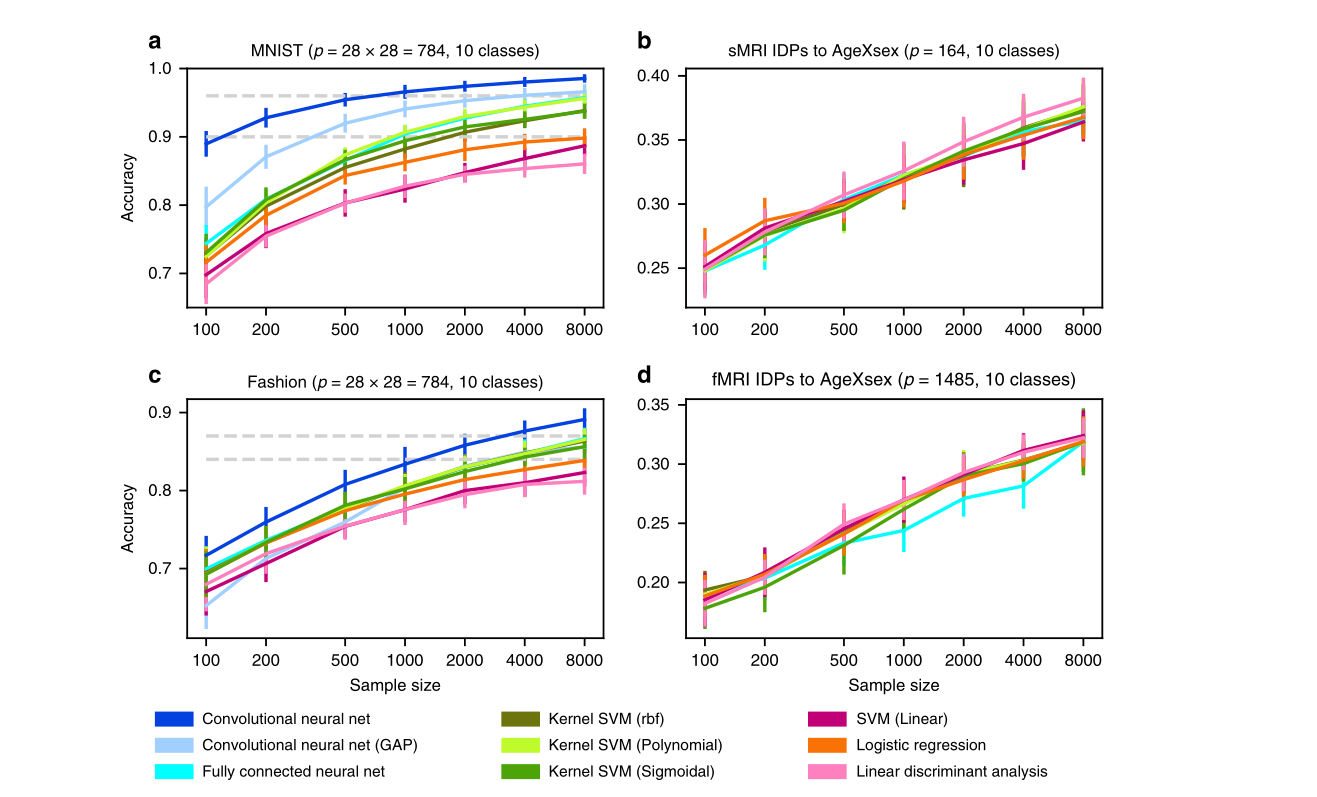 a
MNIST (p = 28 × 28 = 784, 10 classes)
1.0
0.9
0.8
0.7
Accuracy
100 200 500 1000 2000 4000 8000
b
sMRI IDPs to AgeXsex (p = 164, 10 classes)
0.40
0.35
0.30
0.25
100 200 500 1000 2000 4000 8000
c
Fashion (p = 28 × 28 = 784, 10 classes)
0.9
0.8
0.7
Accuracy
100 200 500 1000 2000 4000 8000
Sample size
d
fMRI IDPs to AgeXsex (p = 1485, 10 classes)
0.35
0.30
0.25
0.20
100 200 500 1000 2000 4000 8000
Sample size
Convolutional neural net
Convolutional neural net (GAP)
Fully connected neural net
Kernel SVM (rbf)
Kernel SVM (Polynomial)
Kernel SVM (Sigmoidal)
SVM (Linear)
Logistic regression
Linear discriminant analysis